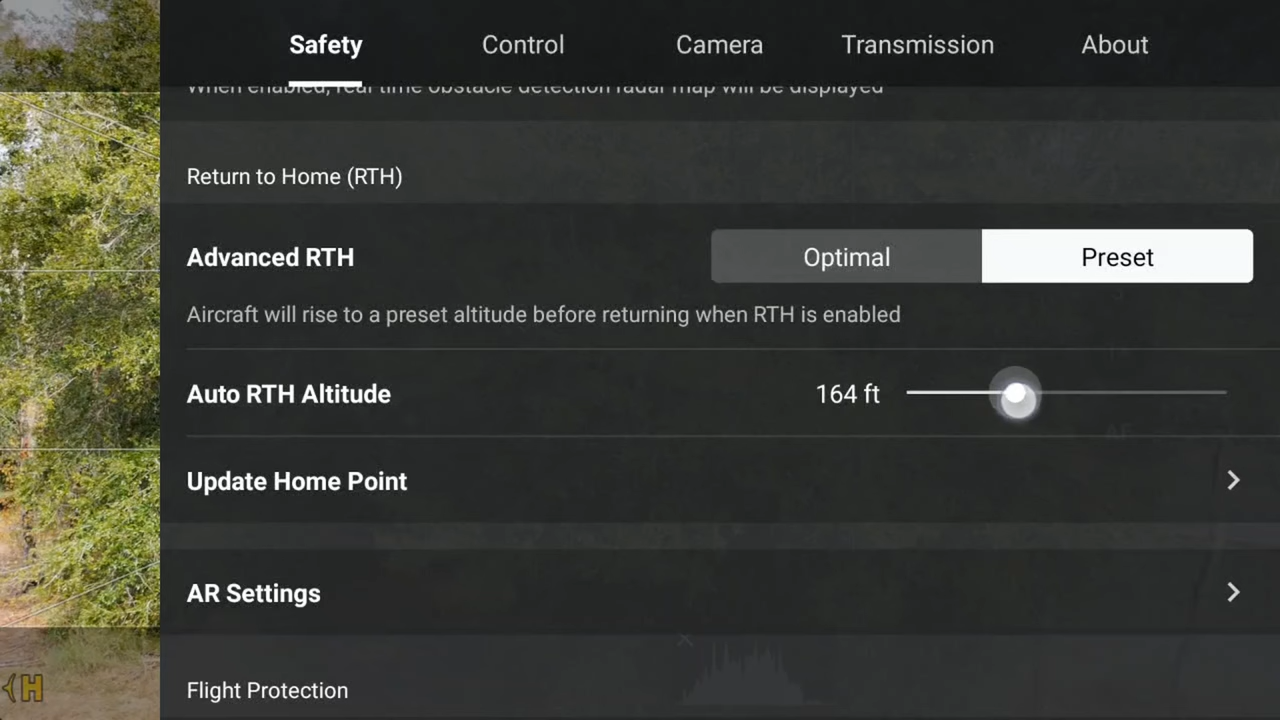 Safety Control Camera Transmission About
When enabled, real time obstacle detection radar map will be displayed
Return to Home (RTH)
Advanced RTH Optimal Preset
Aircraft will rise to a preset altitude before returning when RTH is enabled
Auto RTH Altitude 164 ft
Update Home Point
AR Settings
H
Flight Protection